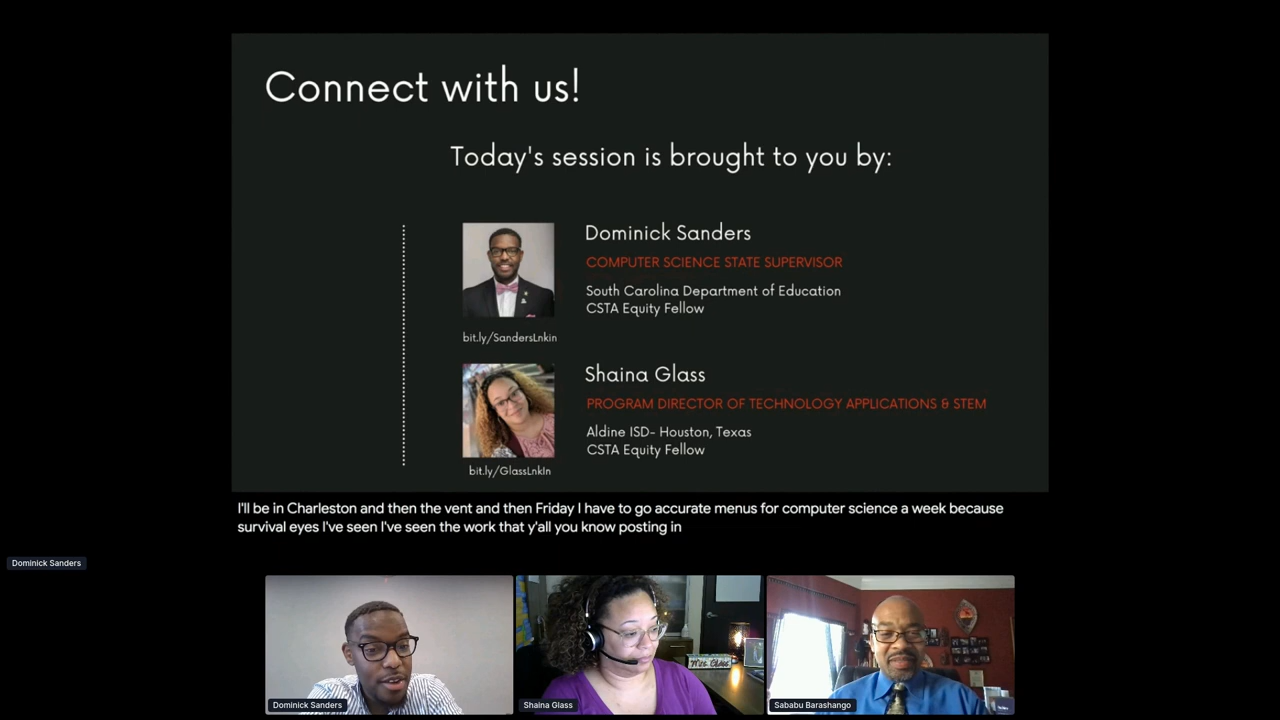 Connect with us!
Today's session is brought to you by:
Dominick Sanders
COMPUTER SCIENCE STATE SUPERVISOR
South Carolina Department of Education
CSTA Equity Fellow
bit.ly/SandersLnkin
Shaina Glass
PROGRAM DIRECTOR OF TECHNOLOGY APPLICATIONS & STEM
Aldine ISD- Houston, Texas
CSTA Equity Fellow
bit.ly/GlassLnkIn
I'll be in Charleston and then the vent and then Friday I have to go accurate menus for computer science a week because
survival eyes I've seen I've seen the work that y'all you know posting in
Dominick Sanders
Mrs. Glass
Dominick Sanders
Shaina Glass
Sababu Barashango